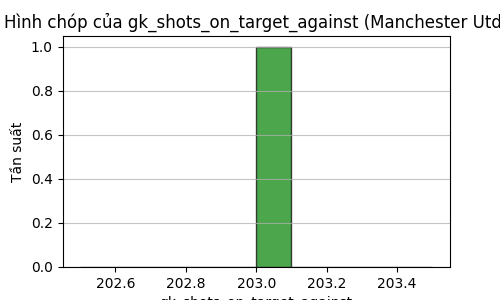 Hình chóp của gk_shots_on_target_against (Manchester Utd
Tần suất
1.0
0.8
0.6
0.4
0.2
0.0
202.6 202.8 203.0 203.2 203.4
gk_shots_on_target_against